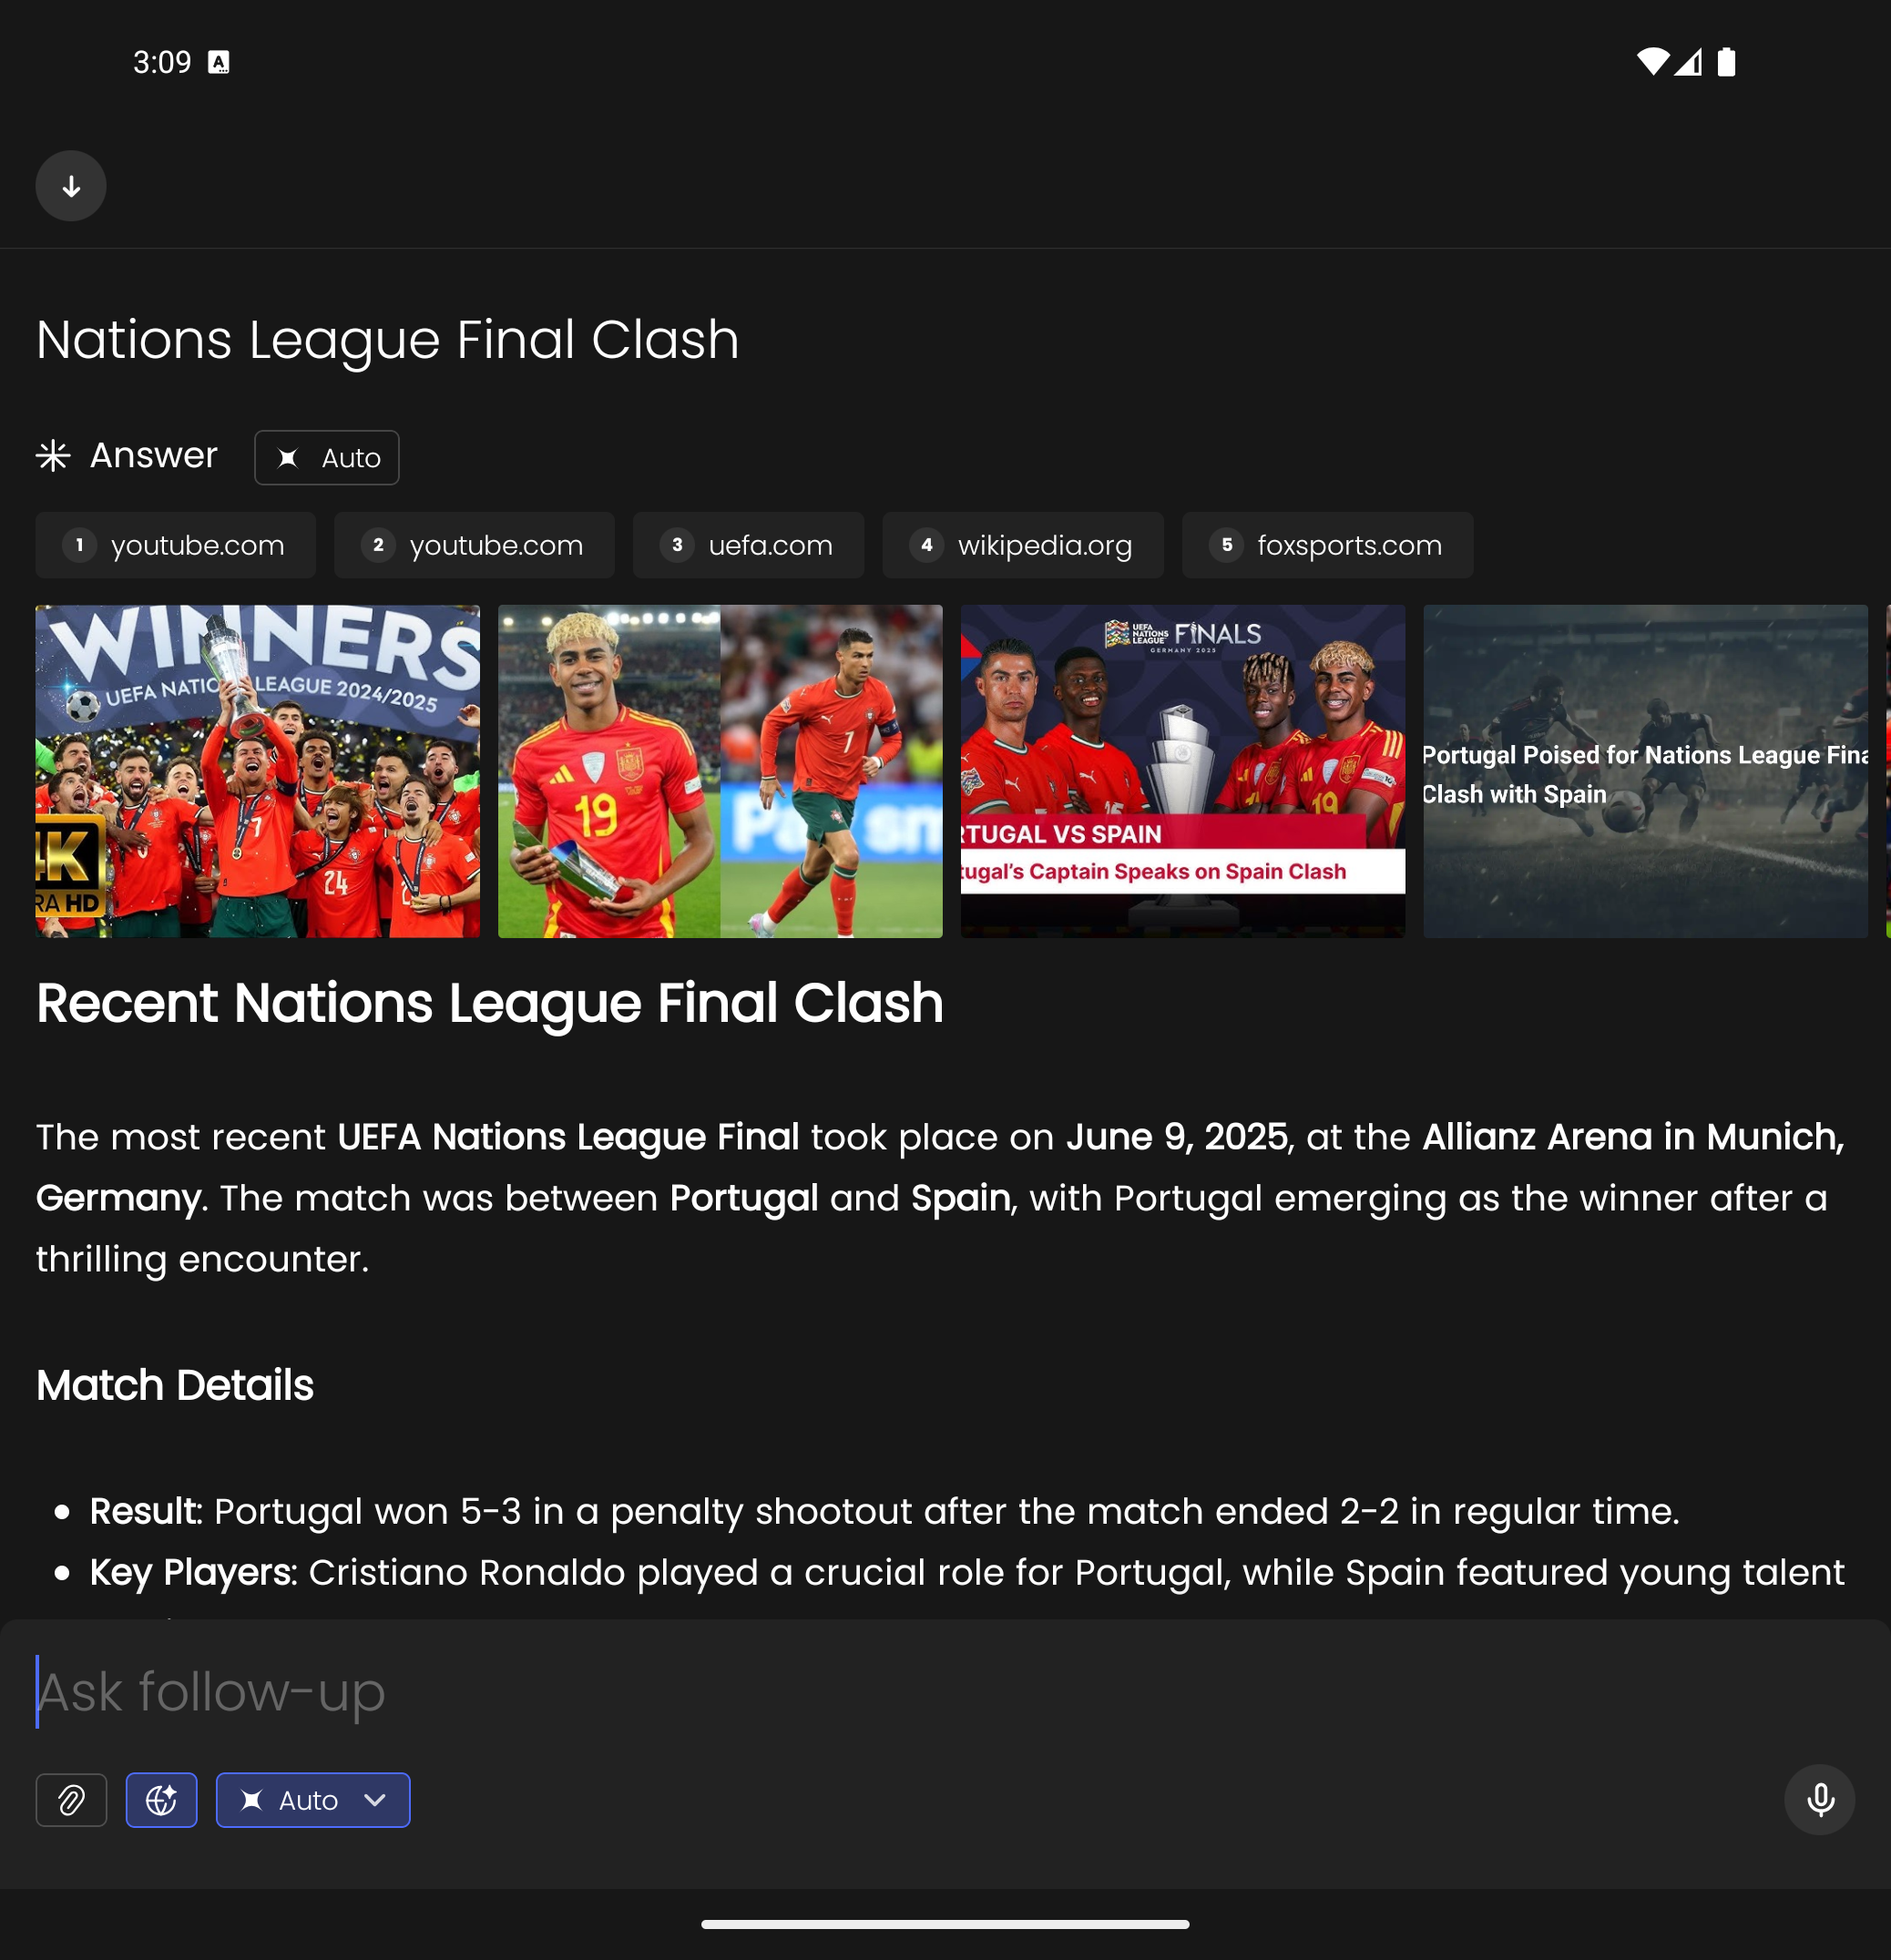 3:09 A
Nations League Final Clash
Answer
Auto
1 youtube.com
2 youtube.com
3 uefa.com
4 wikipedia.org
5 foxsports.com
WINNERS
UEFA NATIO LEAGUE 2024/2025
7
24
2
4K
RA HD
19
7
UEFA NATIONS LEAGUE FINALS
GERMANY 2025
19
RTUGAL VS SPAIN
tugal's Captain Speaks on Spain Clash
Portugal Poised for Nations League Fina
Clash with Spain
Recent Nations League Final Clash
The most recent UEFA Nations League Final took place on June 9, 2025, at the Allianz Arena in Munich,
Germany. The match was between Portugal and Spain, with Portugal emerging as the winner after a
thrilling encounter.
Match Details
Result: Portugal won 5-3 in a penalty shootout after the match ended 2-2 in regular time.
Key Players: Cristiano Ronaldo played a crucial role for Portugal, while Spain featured young talent
Ask follow-up
Auto